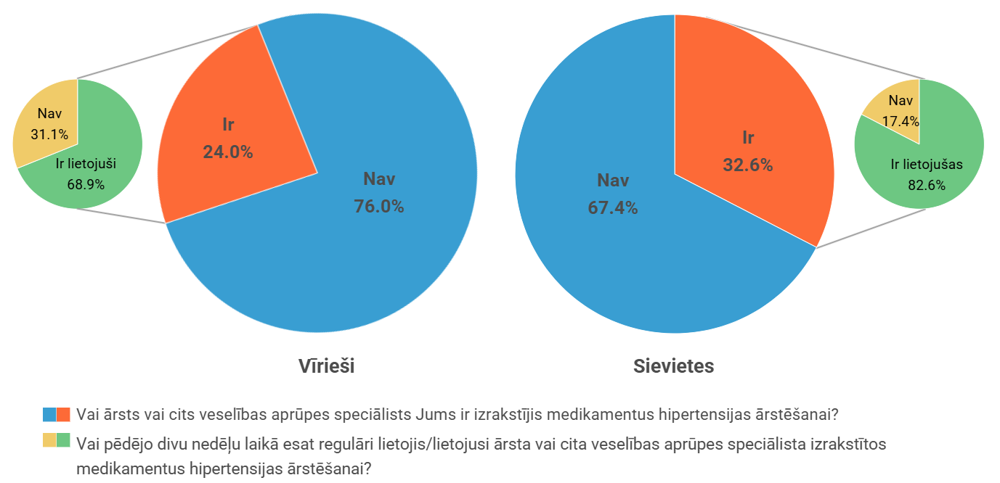 Nav
31.1%
Ir lietojuši
68.9%
Ir
24.0%
Nav
76.0%
Vīrieši
Nav
67.4%
Ir
32.6%
Nav
17.4%
Ir lietojušas
82.6%
Sievietes
Vai ārsts vai cits veselības aprūpes speciālists Jums ir izrakstījis medikamentus hipertensijas ārstēšanai?
Vai pēdējo divu nedēļu laikā esat regulāri lietojis/lietojusi ārsta vai cita veselības aprūpes speciālista izrakstītos
medikamentus hipertensijas ārstēšanai?